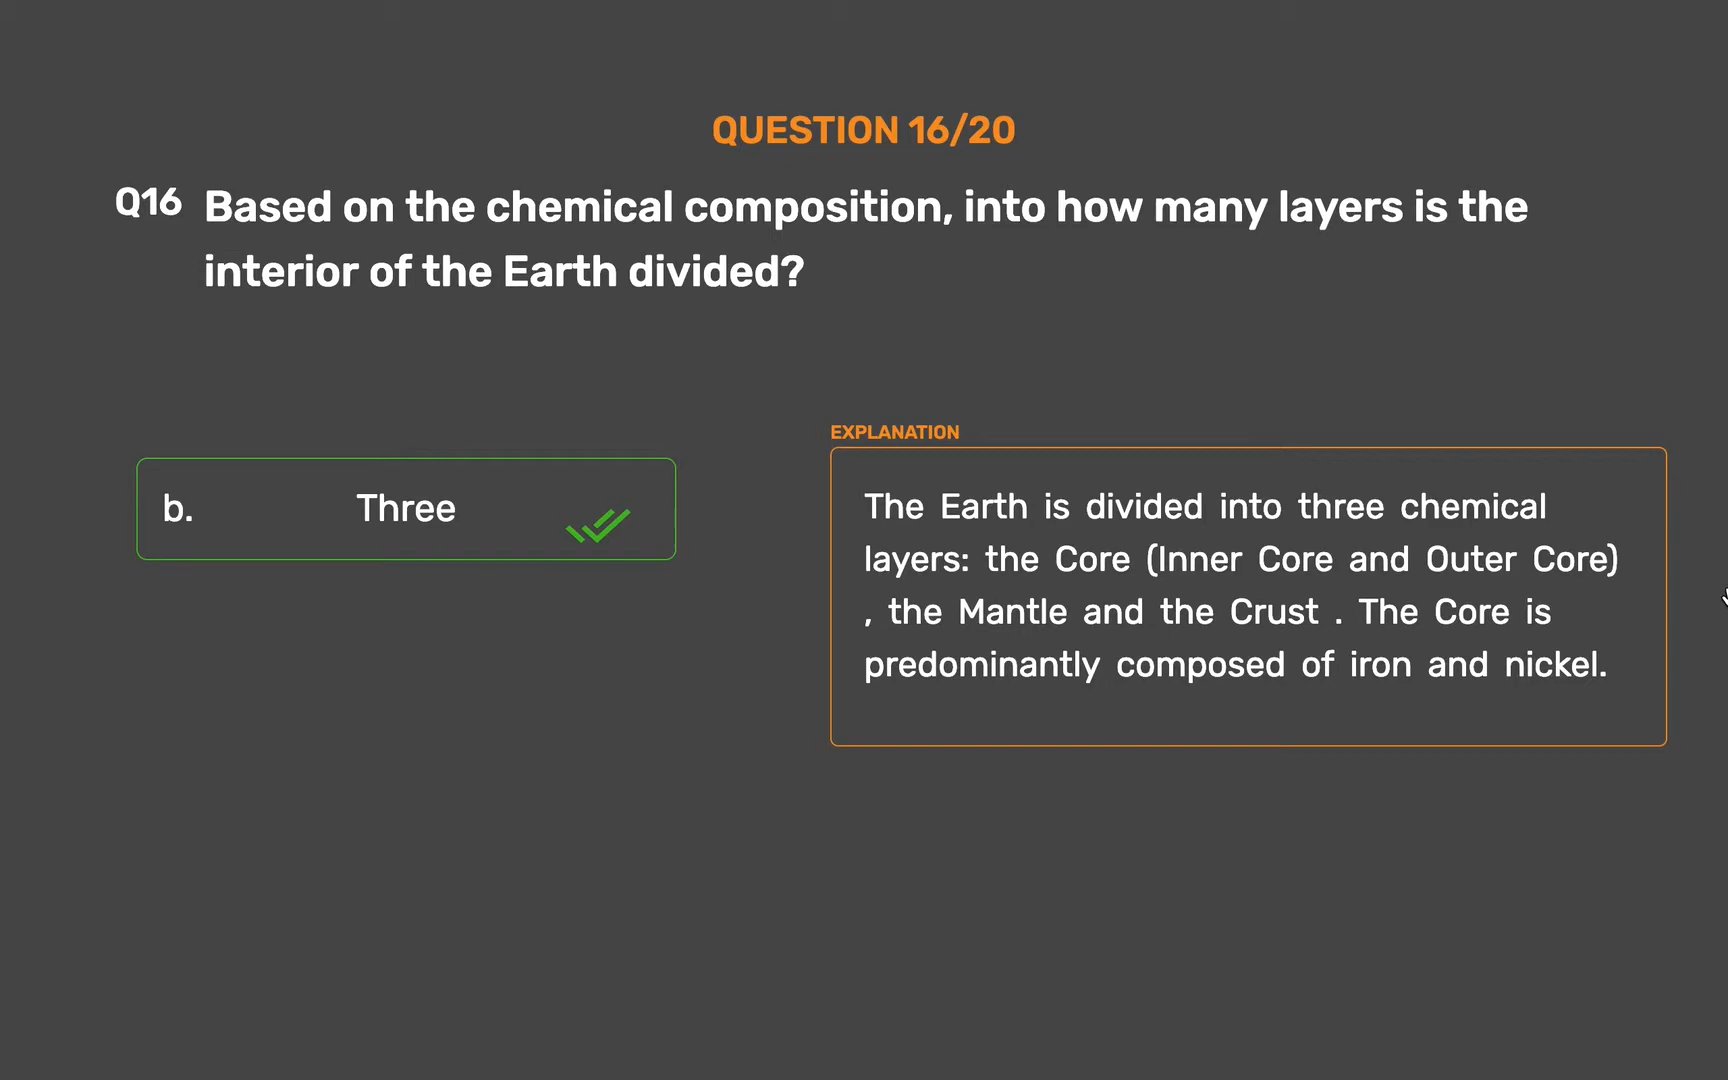 QUESTION 16/20
Q16 Based on the chemical composition, into how many layers is the
interior of the Earth divided?
b. Three
EXPLANATION
The Earth is divided into three chemical
layers: the Core (Inner Core and Outer Core)
, the Mantle and the Crust . The Core is
predominantly composed of iron and nickel.